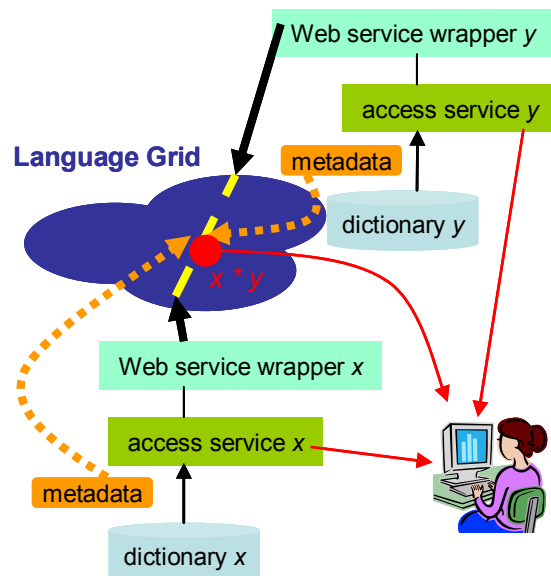 Web service wrapper y
access service y
Language Grid
metadata
dictionary y
x * y
Web service wrapper x
access service x
metadata
dictionary x